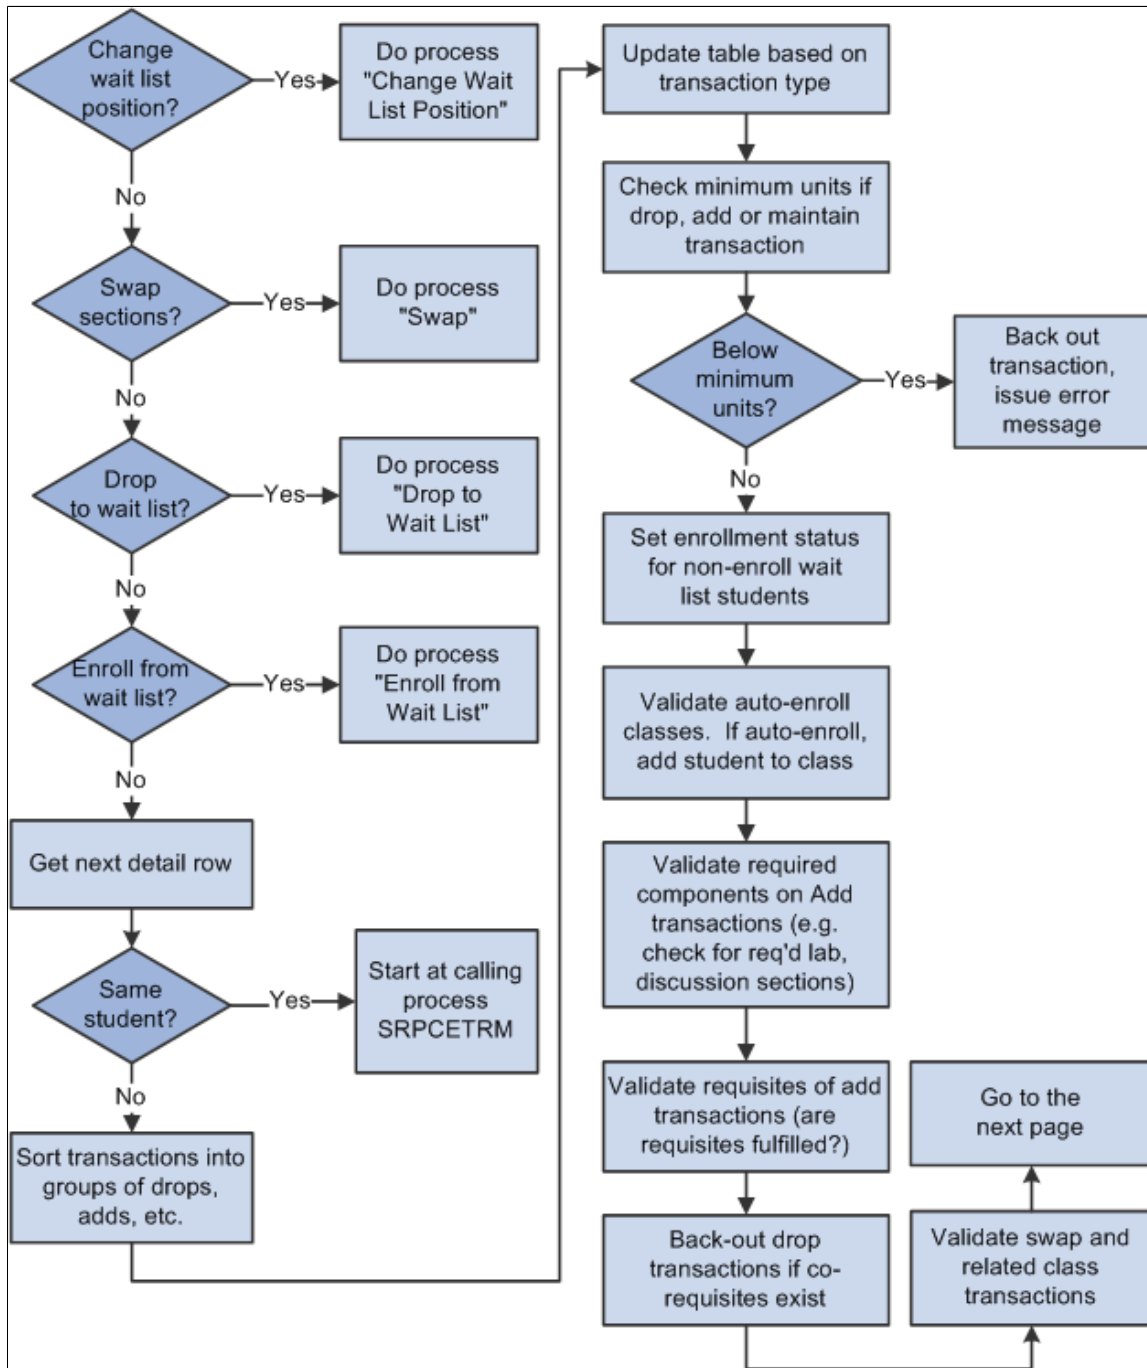 Change
wait list
position?
Yes
Do process
"Change Wait
List Position"
No
Swap
sections?
Yes
Do process
"Swap"
No
Drop
to wait list?
Yes
Do process
"Drop to
Wait List"
No
Enroll from
wait list?
Yes
Do process
"Enroll from
Wait List"
No
Get next detail row
Same
student?
Yes
Start at calling
process
SRPCETRM
No
Sort transactions into
groups of drops,
adds, etc.
Update table based on
transaction type
Check minimum units if
drop, add or maintain
transaction
Below
minimum
units?
Yes
Back out
transaction,
issue error
message
No
Set enrollment status
for non-enroll wait
list students
Validate auto-enroll
classes.  If auto-enroll,
add student to class
Validate required
components on Add
transactions (e.g.
check for req'd lab,
discussion sections)
Validate requisites of add
transactions (are
requisites fulfilled?)
Back-out drop
transactions if co-
requisites exist
Validate swap and
related class
transactions
Go to the
next page